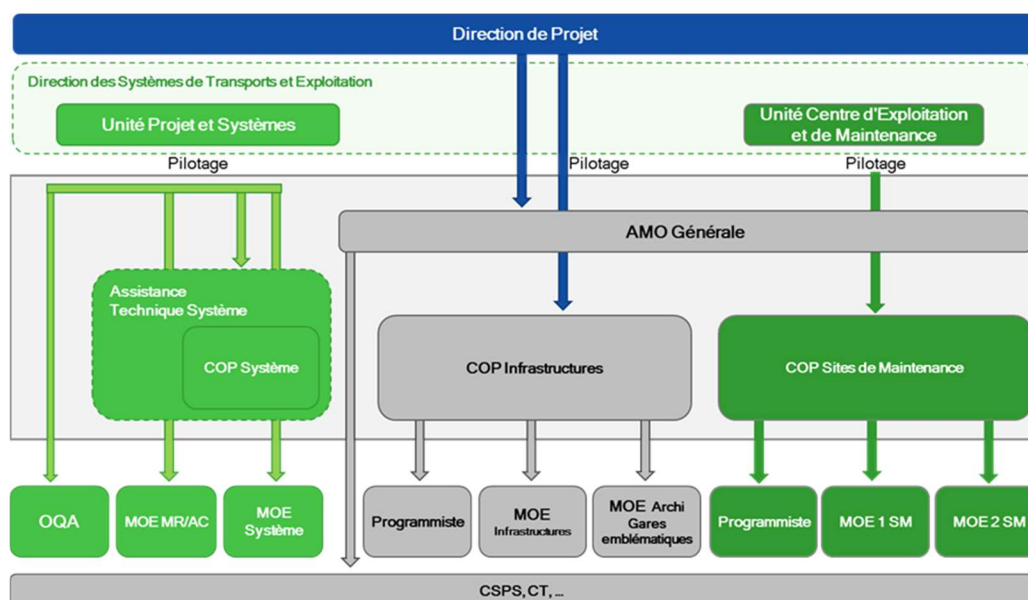 Direction de Projet
Direction des Systèmes de Transports et Exploitation
Unité Projet et Systèmes
Unité Centre d'Exploitation
et de Maintenance
Pilotage
Pilotage
Pilotage
AMO Générale
Assistance
Technique Système
COP Système
COP Infrastructures
COP Sites de Maintenance
OQA
MOE MR/AC
MOE
Système
Programmiste
MOE
Infrastructures
MOE Archi
Gares
emblématiques
Programmiste
MOE 1 SM
MOE 2 SM
CSPS, CT, ...